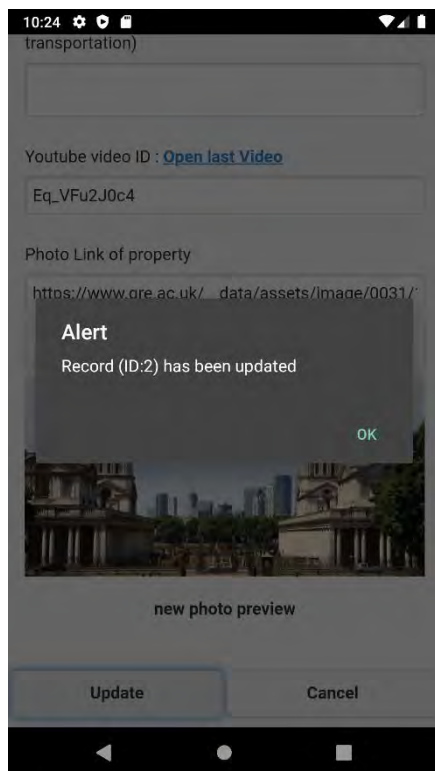 10:24
transportation)
Youtube video ID : Open last Video
Eq_VFu2J0c4
Photo Link of property
https://www.gre.ac.uk/__data/assets/image/0031/
Alert
Record (ID:2) has been updated
OK
new photo preview
Update Cancel